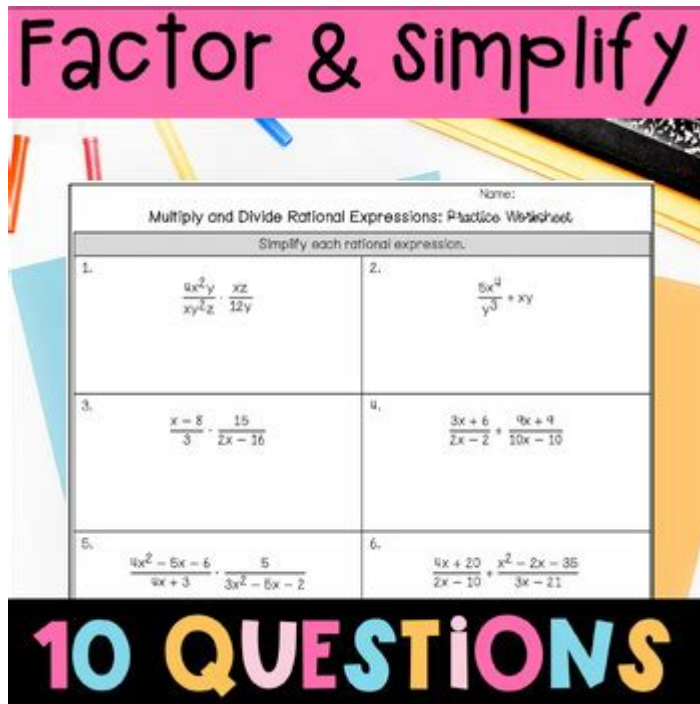 Factor & Simplify
Name:
Multiply and Divide Rational Expressions: Practice Worksheet
Simplify each rational expression.
1. 4x²y/xy²z · xz/12y
2. 5x⁴/y³ ÷ xy
3. x − 8/3 · 15/2x − 16
4. 3x + 6/2x − 2 ÷ 9x + 9/10x − 10
5. 4x² − 5x − 6/4x + 3 · 5/3x² − 5x − 2
6. 4x + 20/2x − 10 ÷ x² − 2x − 35/3x − 21
10 QUESTIONS